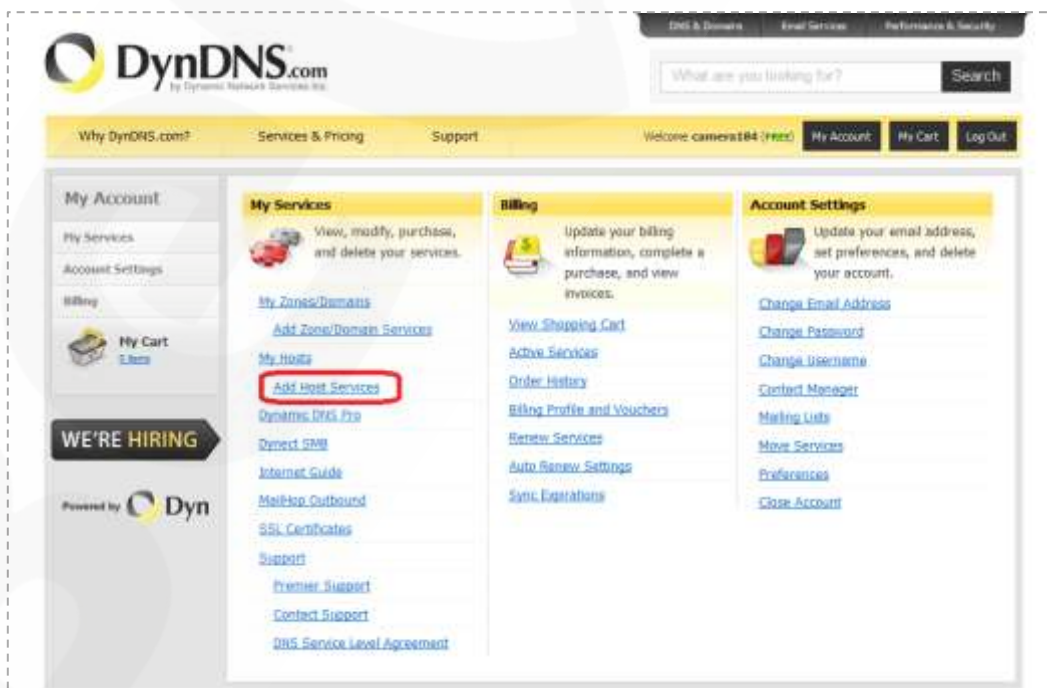 DNS & Domains Email Services Performance & Security
DynDNS.com
by Dynamic Network Services Inc.
What are you looking for? Search
Why DynDNS.com? Services & Pricing Support Welcome camera184 (FREE) My Account My Cart Log Out
My Account
My Services
Account Settings
Billing
My Cart
items
WE'RE HIRING
Powered by Dyn
My Services
View, modify, purchase,
and delete your services.
My Zones/Domains
Add Zone/Domain Services
My Hosts
Add Host Services
Dynamic DNS Pro
Dynect SMB
Internet Guide
MailHop Outbound
SSL Certificates
Support
Premier Support
Contact Support
DNS Service Level Agreement
Billing
Update your billing
information, complete a
purchase, and view
invoices.
View Shopping Cart
Active Services
Order History
Billing Profile and Vouchers
Renew Services
Auto Renew Settings
Sync Expirations
Account Settings
Update your email address,
set preferences, and delete
your account.
Change Email Address
Change Password
Change Username
Contact Manager
Mailing Lists
Move Services
Preferences
Close Account